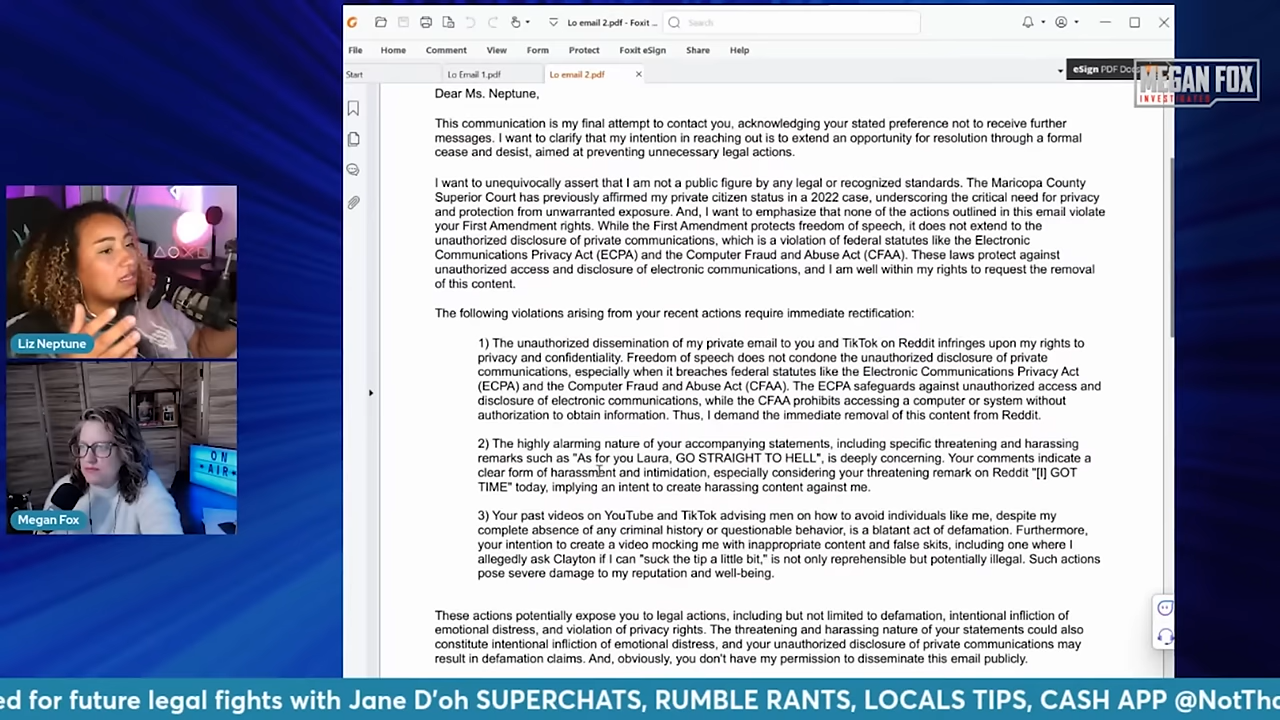 Lo email 2.pdf - Foxit ...
Search
File Home Comment View Form Protect Foxit eSign Share Help
Start
Lo Email 1.pdf
Lo email 2.pdf
eSign PDF Docs
MEGAN FOX
INVESTIGATES
Dear Ms. Neptune,
This communication is my final attempt to contact you, acknowledging your stated preference not to receive further
messages. I want to clarify that my intention in reaching out is to extend an opportunity for resolution through a formal
cease and desist, aimed at preventing unnecessary legal actions.
I want to unequivocally assert that I am not a public figure by any legal or recognized standards. The Maricopa County
Superior Court has previously affirmed my private citizen status in a 2022 case, underscoring the critical need for privacy
and protection from unwarranted exposure. And, I want to emphasize that none of the actions outlined in this email violate
your First Amendment rights. While the First Amendment protects freedom of speech, it does not extend to the
unauthorized disclosure of private communications, which is a violation of federal statutes like the Electronic
Communications Privacy Act (ECPA) and the Computer Fraud and Abuse Act (CFAA). These laws protect against
unauthorized access and disclosure of electronic communications, and I am well within my rights to request the removal
of this content.
The following violations arising from your recent actions require immediate rectification:
1) The unauthorized dissemination of my private email to you and TikTok on Reddit infringes upon my rights to
privacy and confidentiality. Freedom of speech does not condone the unauthorized disclosure of private
communications, especially when it breaches federal statutes like the Electronic Communications Privacy Act
(ECPA) and the Computer Fraud and Abuse Act (CFAA). The ECPA safeguards against unauthorized access and
disclosure of electronic communications, while the CFAA prohibits accessing a computer or system without
authorization to obtain information. Thus, I demand the immediate removal of this content from Reddit.
2) The highly alarming nature of your accompanying statements, including specific threatening and harassing
remarks such as "As for you Laura, GO STRAIGHT TO HELL", is deeply concerning. Your comments indicate a
clear form of harassment and intimidation, especially considering your threatening remark on Reddit "[I] GOT
TIME" today, implying an intent to create harassing content against me.
3) Your past videos on YouTube and TikTok advising men on how to avoid individuals like me, despite my
complete absence of any criminal history or questionable behavior, is a blatant act of defamation. Furthermore,
your intention to create a video mocking me with inappropriate content and false skits, including one where I
allegedly ask Clayton if I can "suck the tip a little bit," is not only reprehensible but potentially illegal. Such actions
pose severe damage to my reputation and well-being.
These actions potentially expose you to legal actions, including but not limited to defamation, intentional infliction of
emotional distress, and violation of privacy rights. The threatening and harassing nature of your statements could also
constitute intentional infliction of emotional distress, and your unauthorized disclosure of private communications may
result in defamation claims. And, obviously, you don't have my permission to disseminate this email publicly.
Liz Neptune
ON
AIR
Megan Fox
ed for future legal fights with Jane D'oh SUPERCHATS, RUMBLE RANTS, LOCALS TIPS, CASH APP @NotTha